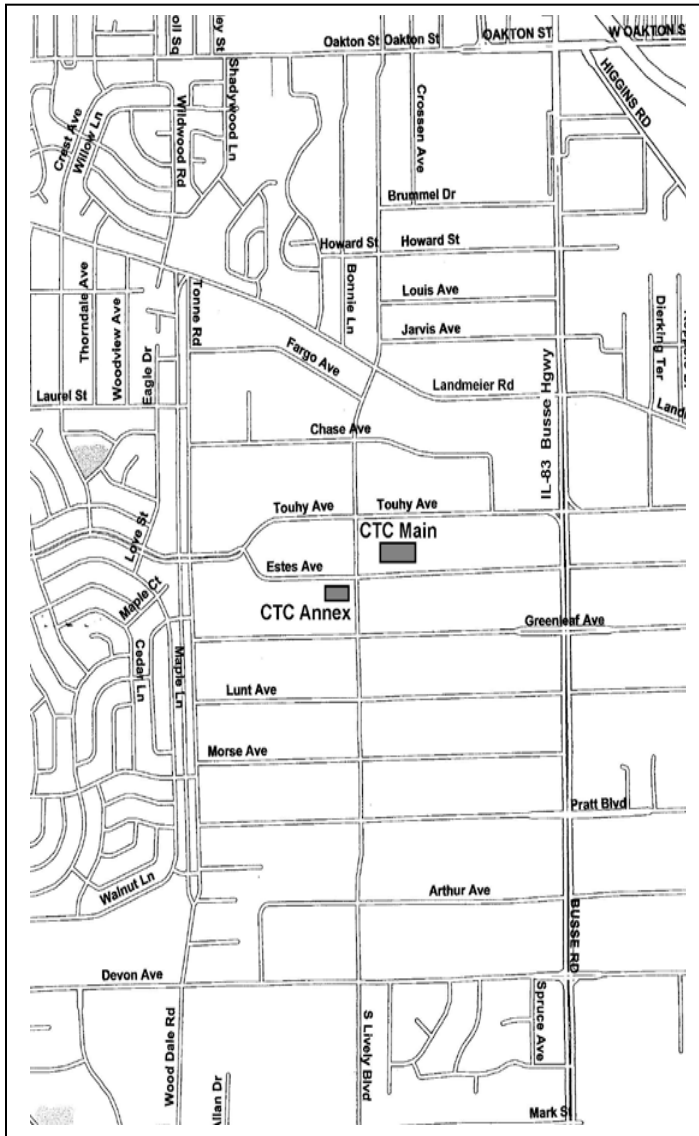 oll Sq
ey St
Oakton St
Oakton St
OAKTON ST
W OAKTON ST
HIGGINS RD
Crest Ave
Willow Ln
Wildwood Rd
Shadywood Ln
Crossen Ave
Brummel Dr
Howard St
Howard St
Bonnie Ln
Louis Ave
Jarvis Ave
Thorndale Ave
Woodview Ave
Eagle Dr
Tonne Rd
Fargo Ave
Landmeier Rd
Dierking Ter
Laurel St
Chase Ave
IL-83 Busse Hgwy
Touhy Ave
Touhy Ave
CTC Main
Love St
Estes Ave
CTC Annex
Maple Ct
Greenleaf Ave
Cedar Ln
Maple Ln
Lunt Ave
Morse Ave
Pratt Blvd
Walnut Ln
Arthur Ave
BUSSE RD
Devon Ave
Wood Dale Rd
S Lively Blvd
Spruce Ave
Allan Dr
Mark St